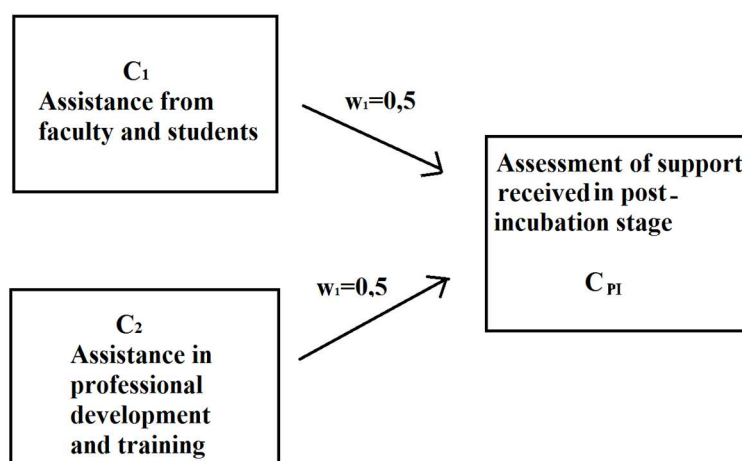 C₁
Assistance from
faculty and students
w₁=0,5
Assessment of support
received in post-
incubation stage
C PI
w₁=0,5
C₂
Assistance in
professional
development
and training